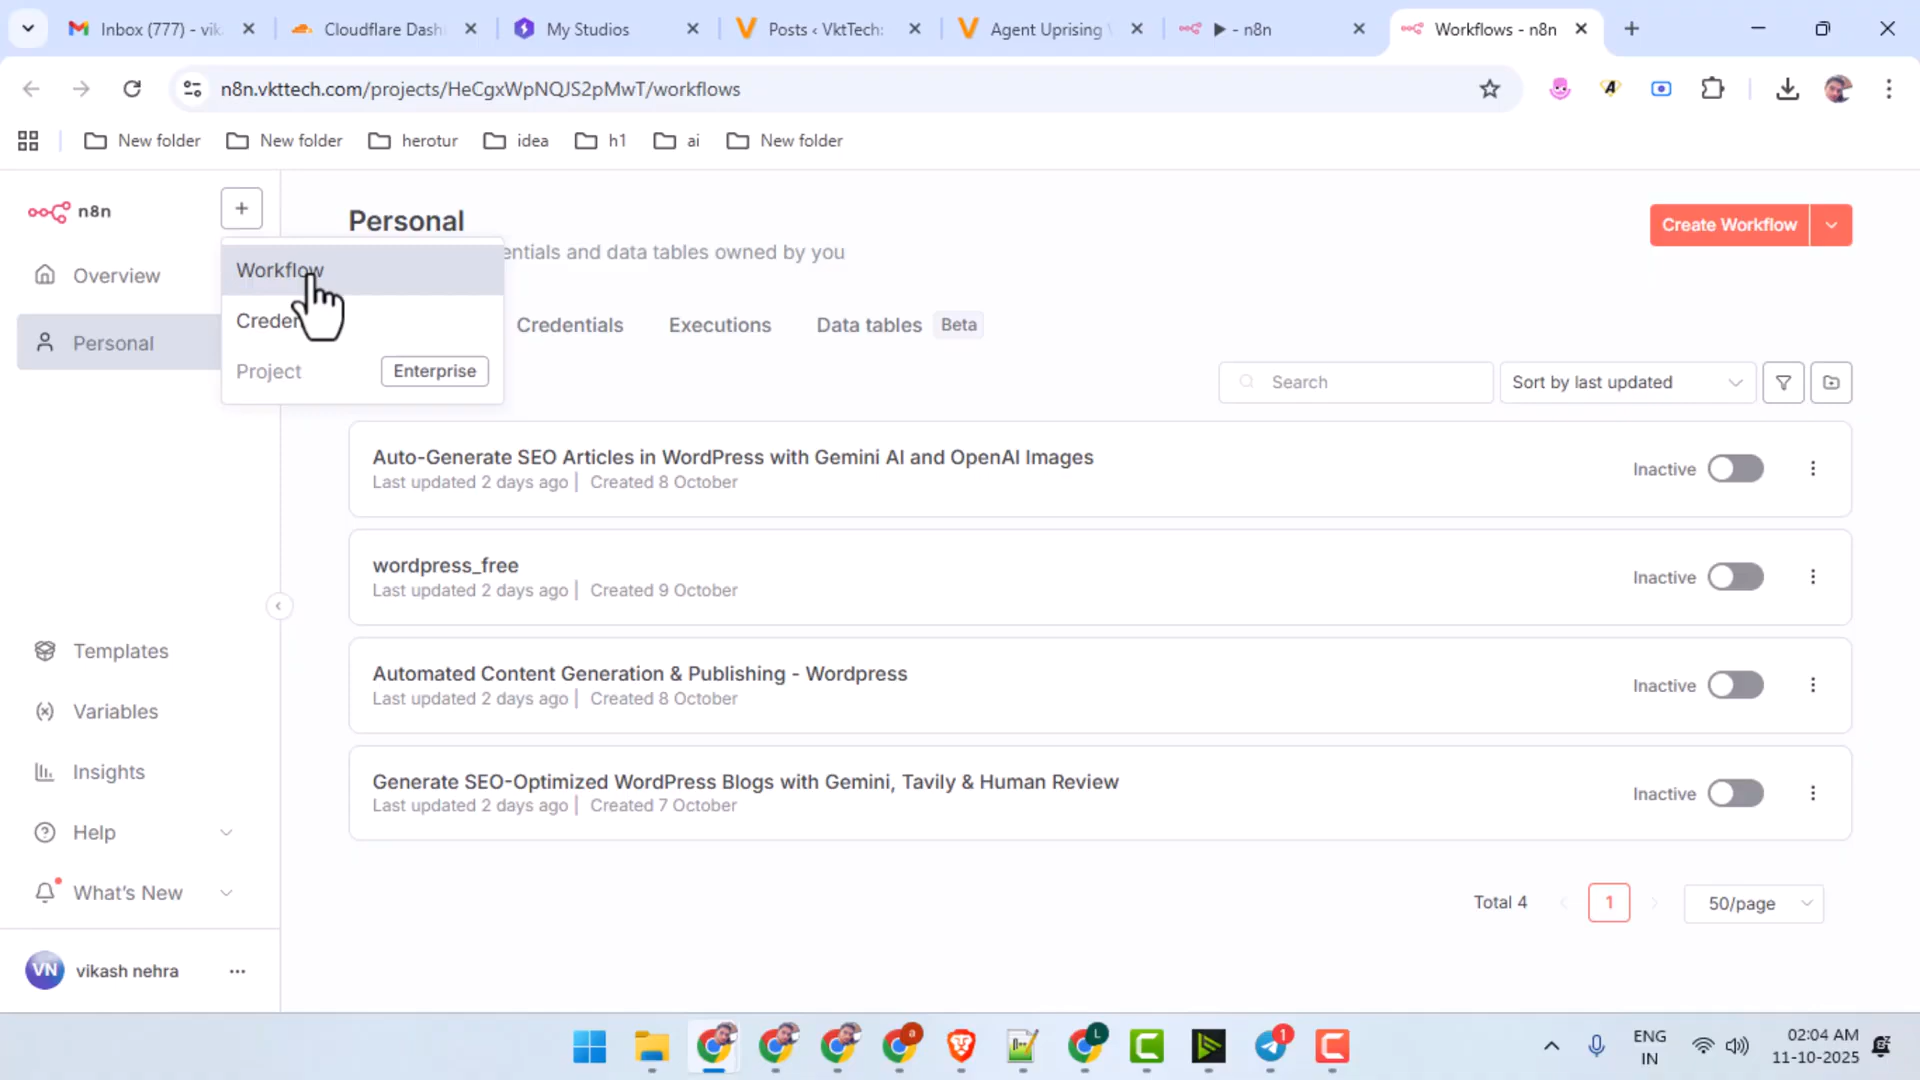 Inbox (777) - vik
Cloudflare Dash
My Studios
Posts ‹ VktTech:
Agent Uprising
▶ - n8n
Workflows - n8n
n8n.vkttech.com/projects/HeCgxWpNQJS2pMwT/workflows
New folder
New folder
herotur
idea
h1
ai
New folder
n8n
Personal
Create Workflow
entials and data tables owned by you
Workflow
Overview
Creden
Credentials
Executions
Data tables
Beta
Personal
Project
Enterprise
Search
Sort by last updated
Auto-Generate SEO Articles in WordPress with Gemini AI and OpenAI Images
Last updated 2 days ago | Created 8 October
Inactive
wordpress_free
Last updated 2 days ago | Created 9 October
Inactive
Automated Content Generation & Publishing - Wordpress
Last updated 2 days ago | Created 8 October
Inactive
Generate SEO-Optimized WordPress Blogs with Gemini, Tavily & Human Review
Last updated 2 days ago | Created 7 October
Inactive
Templates
Variables
Insights
Help
What's New
Total 4
1
50/page
VN
vikash nehra
ENG
IN
02:04 AM
11-10-2025